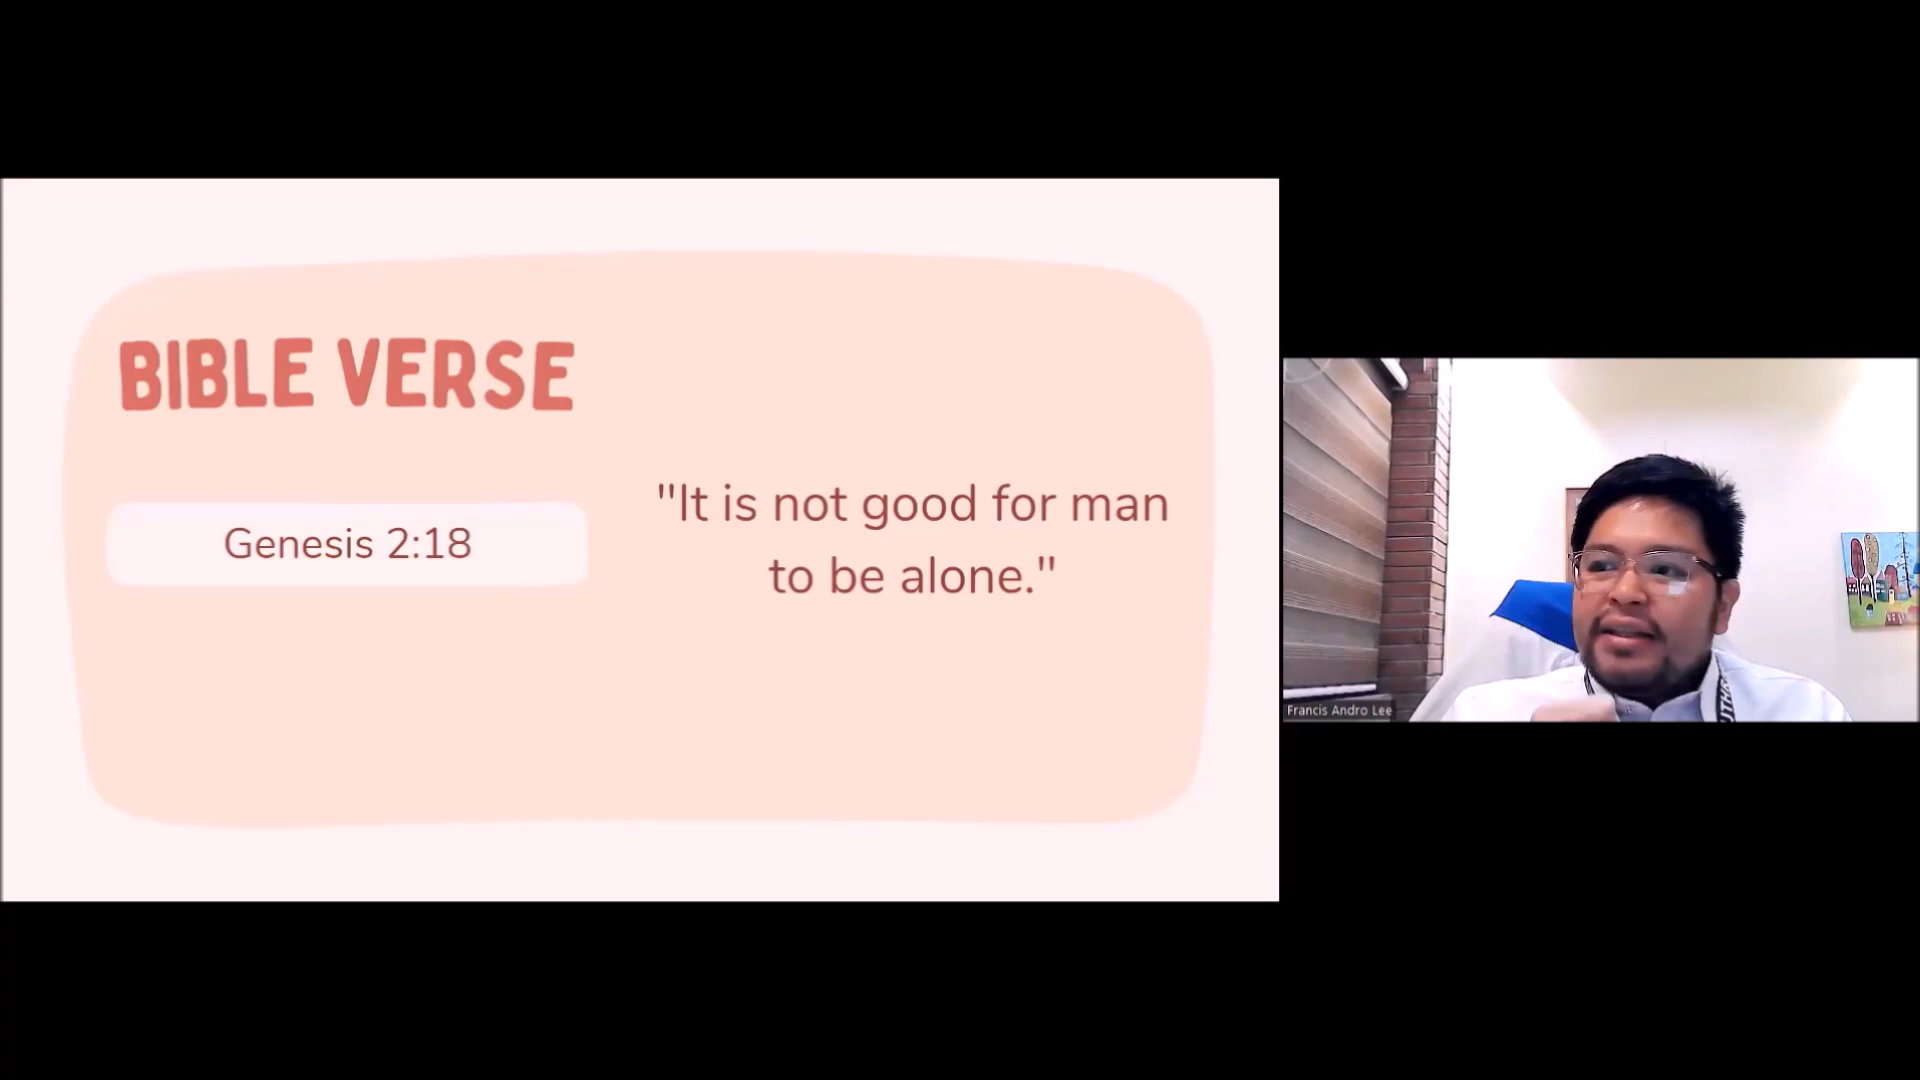 BIBLE VERSE
Genesis 2:18
"It is not good for man
to be alone."
Francis Andro Lee